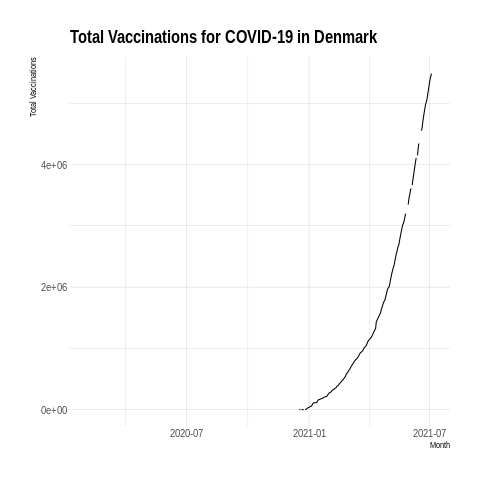 Total Vaccinations for COVID-19 in Denmark
Total Vaccinations
4e+06
2e+06
0e+00
2020-07
2021-01
2021-07
Month